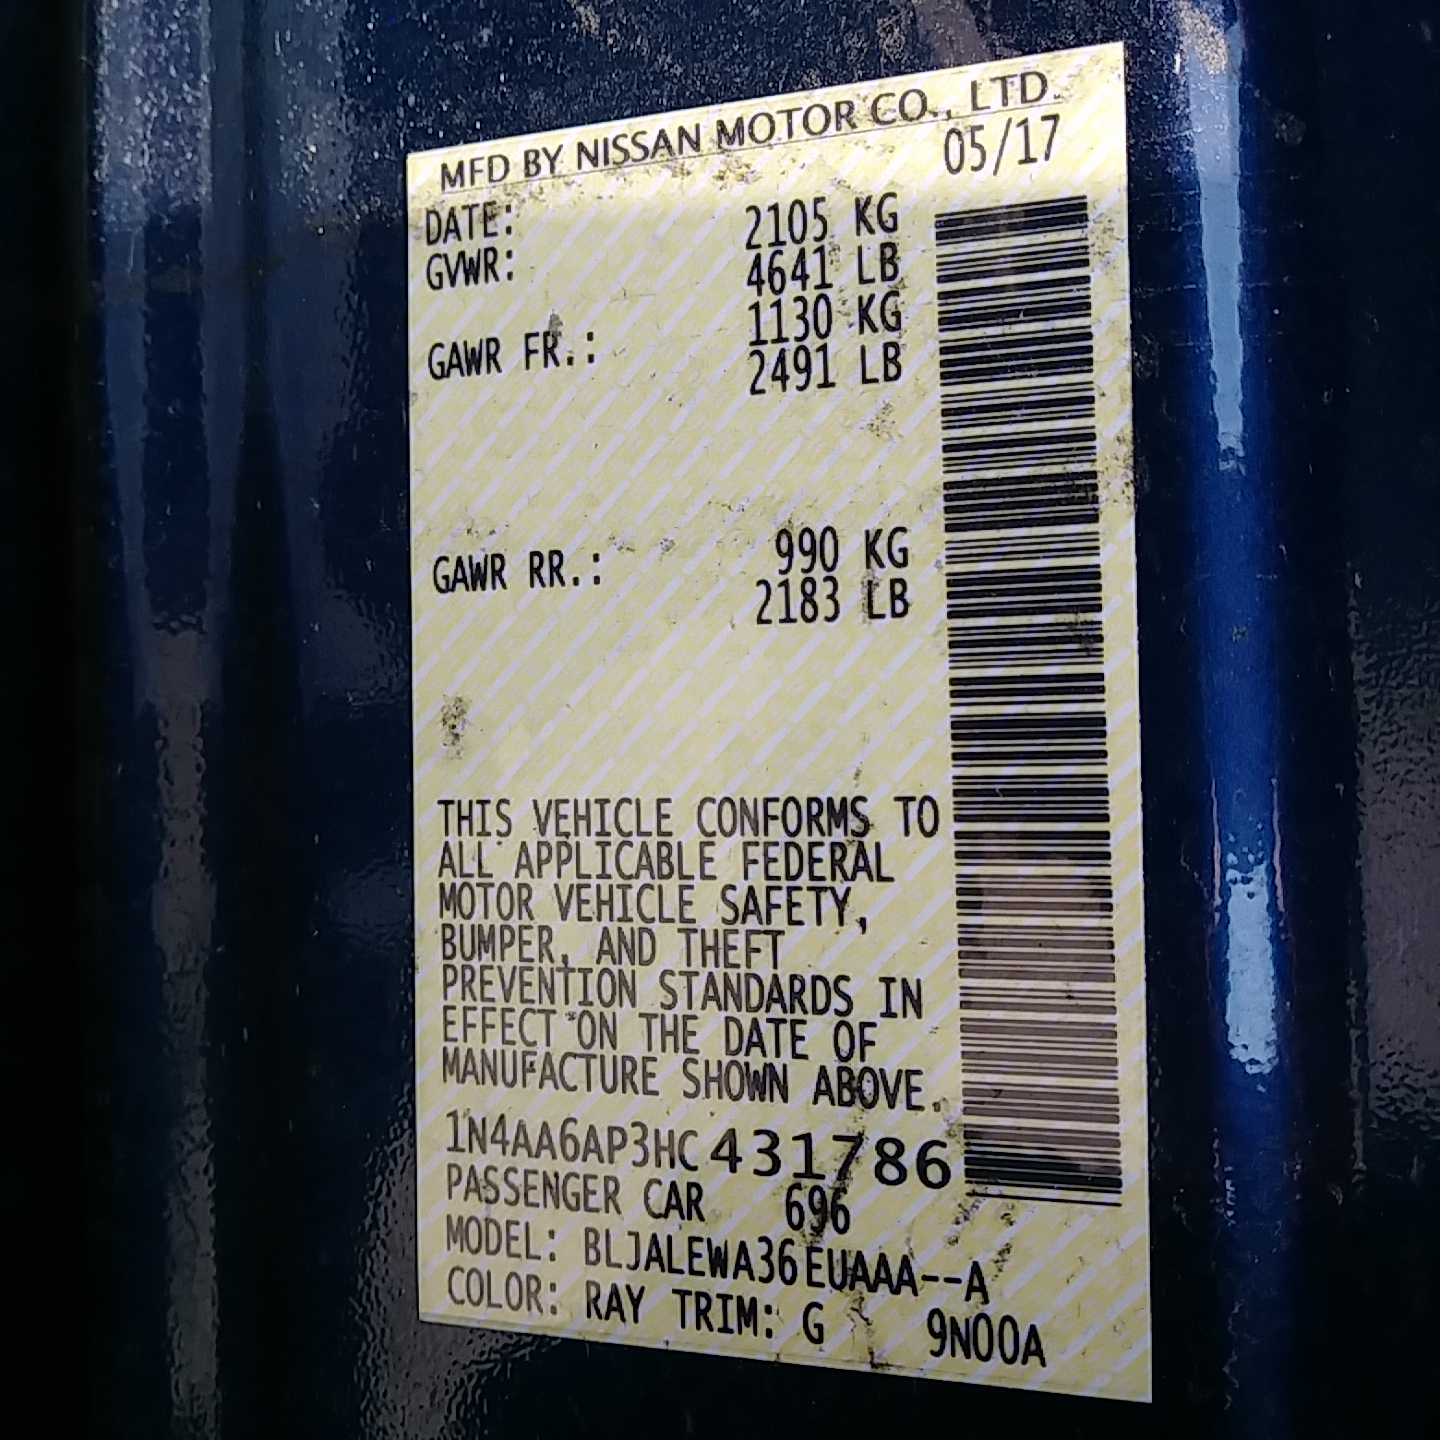 MFD BY NISSAN MOTOR CO., LTD.
DATE: 05/17
GVWR: 2105 KG
4641 LB
GAWR FR.: 1130 KG
2491 LB
GAWR RR.: 990 KG
2183 LB
THIS VEHICLE CONFORMS TO
ALL APPLICABLE FEDERAL
MOTOR VEHICLE SAFETY,
BUMPER, AND THEFT
PREVENTION STANDARDS IN
EFFECT ON THE DATE OF
MANUFACTURE SHOWN ABOVE.
1N4AA6AP3HC431786
PASSENGER CAR 696
MODEL: BLJALEWA36EUAAA--A
COLOR: RAY TRIM: G 9N00A